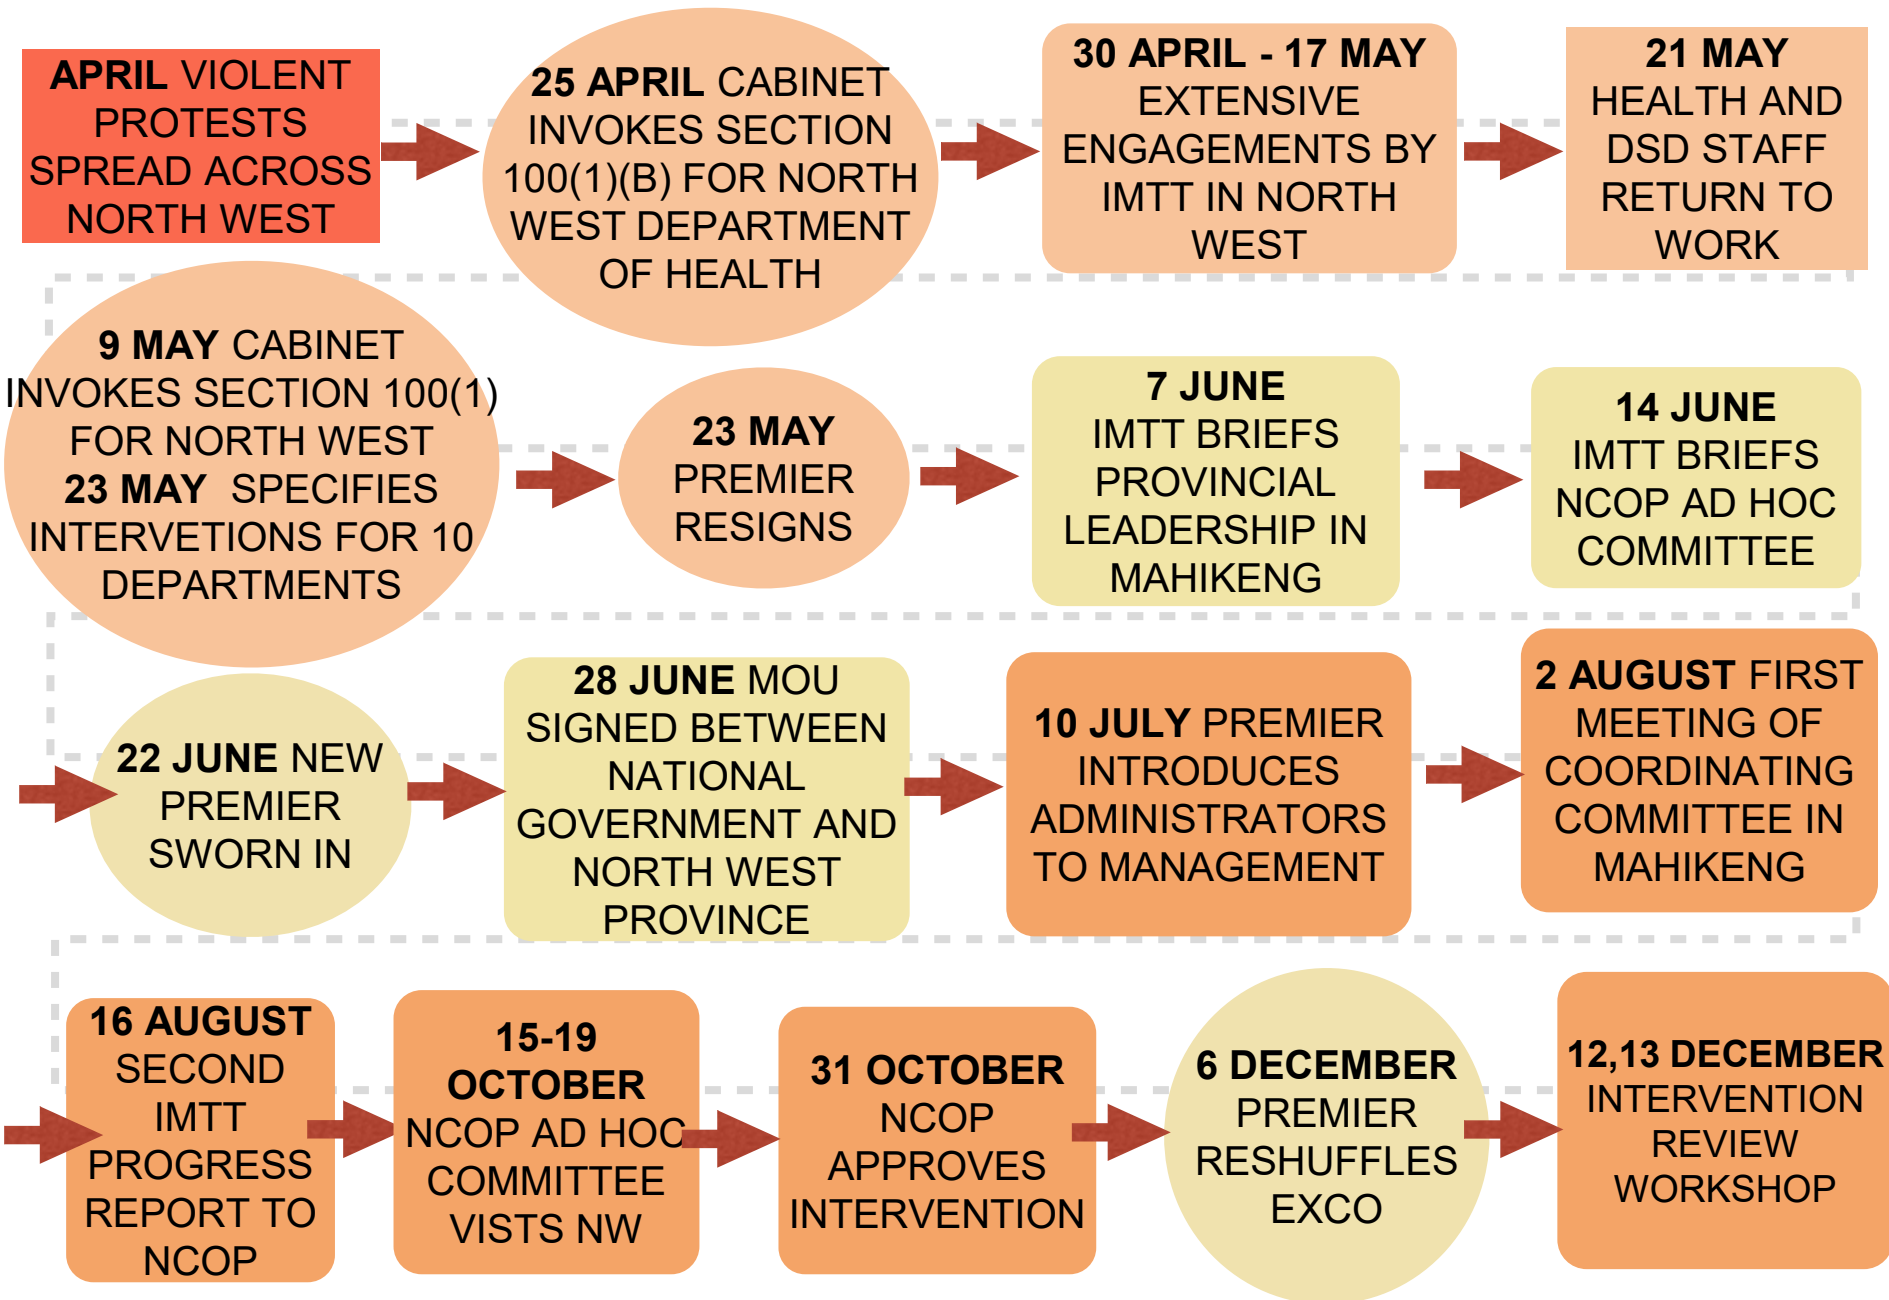 APRIL VIOLENT
PROTESTS
SPREAD ACROSS
NORTH WEST
25 APRIL CABINET
INVOKES SECTION
100(1)(B) FOR NORTH
WEST DEPARTMENT
OF HEALTH
30 APRIL - 17 MAY
EXTENSIVE
ENGAGEMENTS BY
IMTT IN NORTH
WEST
21 MAY
HEALTH AND
DSD STAFF
RETURN TO
WORK
9 MAY CABINET
INVOKES SECTION 100(1)
FOR NORTH WEST
23 MAY SPECIFIES
INTERVETIONS FOR 10
DEPARTMENTS
23 MAY
PREMIER
RESIGNS
7 JUNE
IMTT BRIEFS
PROVINCIAL
LEADERSHIP IN
MAHIKENG
14 JUNE
IMTT BRIEFS
NCOP AD HOC
COMMITTEE
22 JUNE NEW
PREMIER
SWORN IN
28 JUNE MOU
SIGNED BETWEEN
NATIONAL
GOVERNMENT AND
NORTH WEST
PROVINCE
10 JULY PREMIER
INTRODUCES
ADMINISTRATORS
TO MANAGEMENT
2 AUGUST FIRST
MEETING OF
COORDINATING
COMMITTEE IN
MAHIKENG
16 AUGUST
SECOND
IMTT
PROGRESS
REPORT TO
NCOP
15-19
OCTOBER
NCOP AD HOC
COMMITTEE
VISTS NW
31 OCTOBER
NCOP
APPROVES
INTERVENTION
6 DECEMBER
PREMIER
RESHUFFLES
EXCO
12,13 DECEMBER
INTERVENTION
REVIEW
WORKSHOP